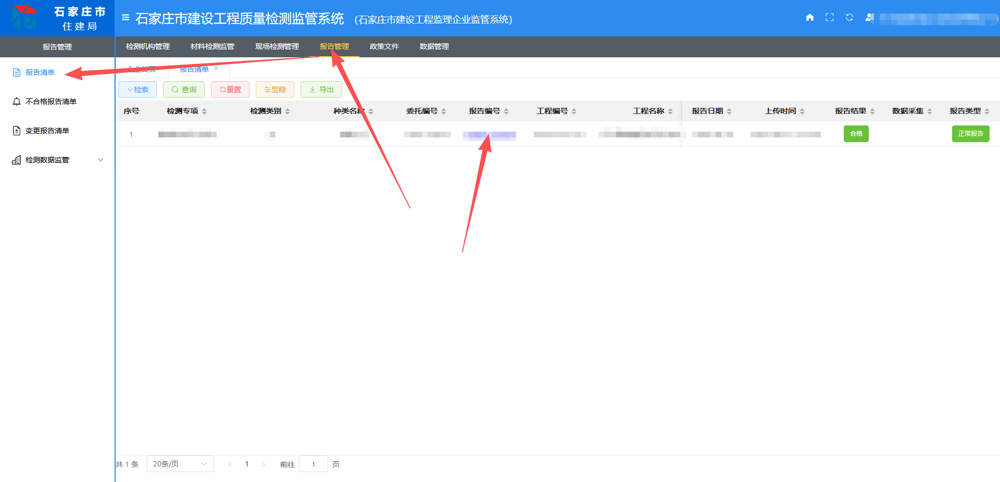 石家庄市
住建局
石家庄市建设工程质量检测监管系统 （石家庄市建设工程监理企业监管系统）
报告管理
检测机构管理 材料检测监管 现场检测管理 报告管理 政策文件 数据管理
报告清单
不合格报告清单
变更报告清单
检测数据监管
企业首页 报告清单 ×
检索 查询 重置 显隐 导出
序号 检测专项 检测类别 种类名称 委托编号 报告编号 工程编号 工程名称 报告日期 上传时间 报告结果 数据采集 报告类型
1 合格 正常报告
共 1 条 20条/页 1 前往 1 页